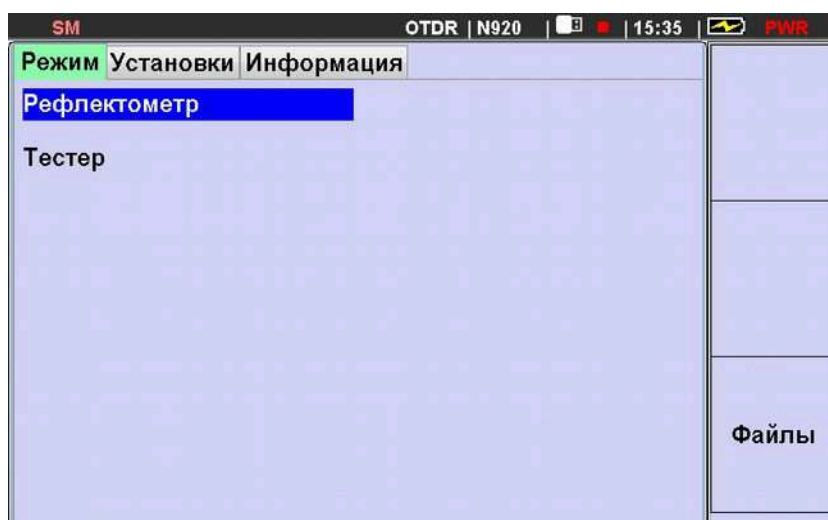 SM OTDR | N920 | | 15:35 | PWR
Режим Установки Информация
Рефлектометр
Тестер
Файлы